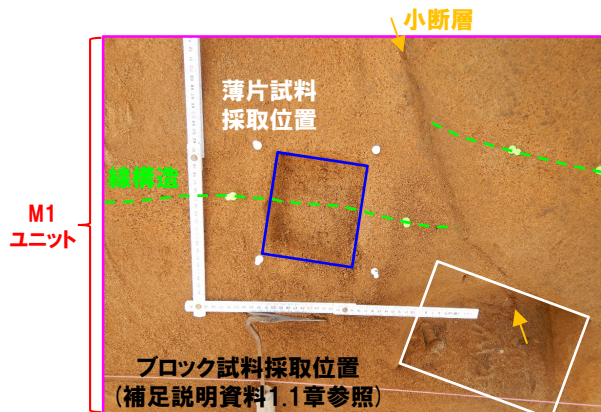 小断層
薄片試料
採取位置
線構造
M1
ユニット
ブロック試料採取位置
(補足説明資料1.1章参照)